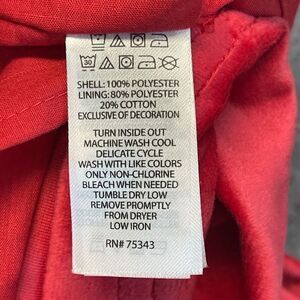 30
SHELL: 100% POLYESTER
LINING: 80% POLYESTER
20% COTTON
EXCLUSIVE OF DECORATION
TURN INSIDE OUT
MACHINE WASH COOL
DELICATE CYCLE
WASH WITH LIKE COLORS
ONLY NON-CHLORINE
BLEACH WHEN NEEDED
TUMBLE DRY LOW
REMOVE PROMPTLY
FROM DRYER
LOW IRON
RN# 75343